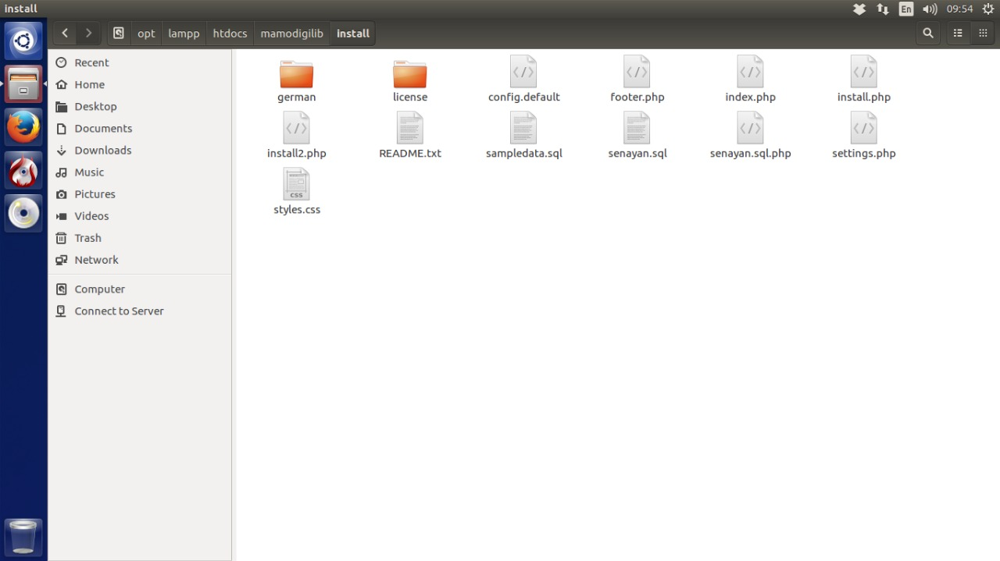 install
En
09:54
opt
lampp
htdocs
mamodigilib
install
Recent
Home
Desktop
Documents
Downloads
Music
Pictures
Videos
Trash
Network
Computer
Connect to Server
german
license
config.default
footer.php
index.php
install.php
install2.php
README.txt
sampledata.sql
senayan.sql
senayan.sql.php
settings.php
css
styles.css